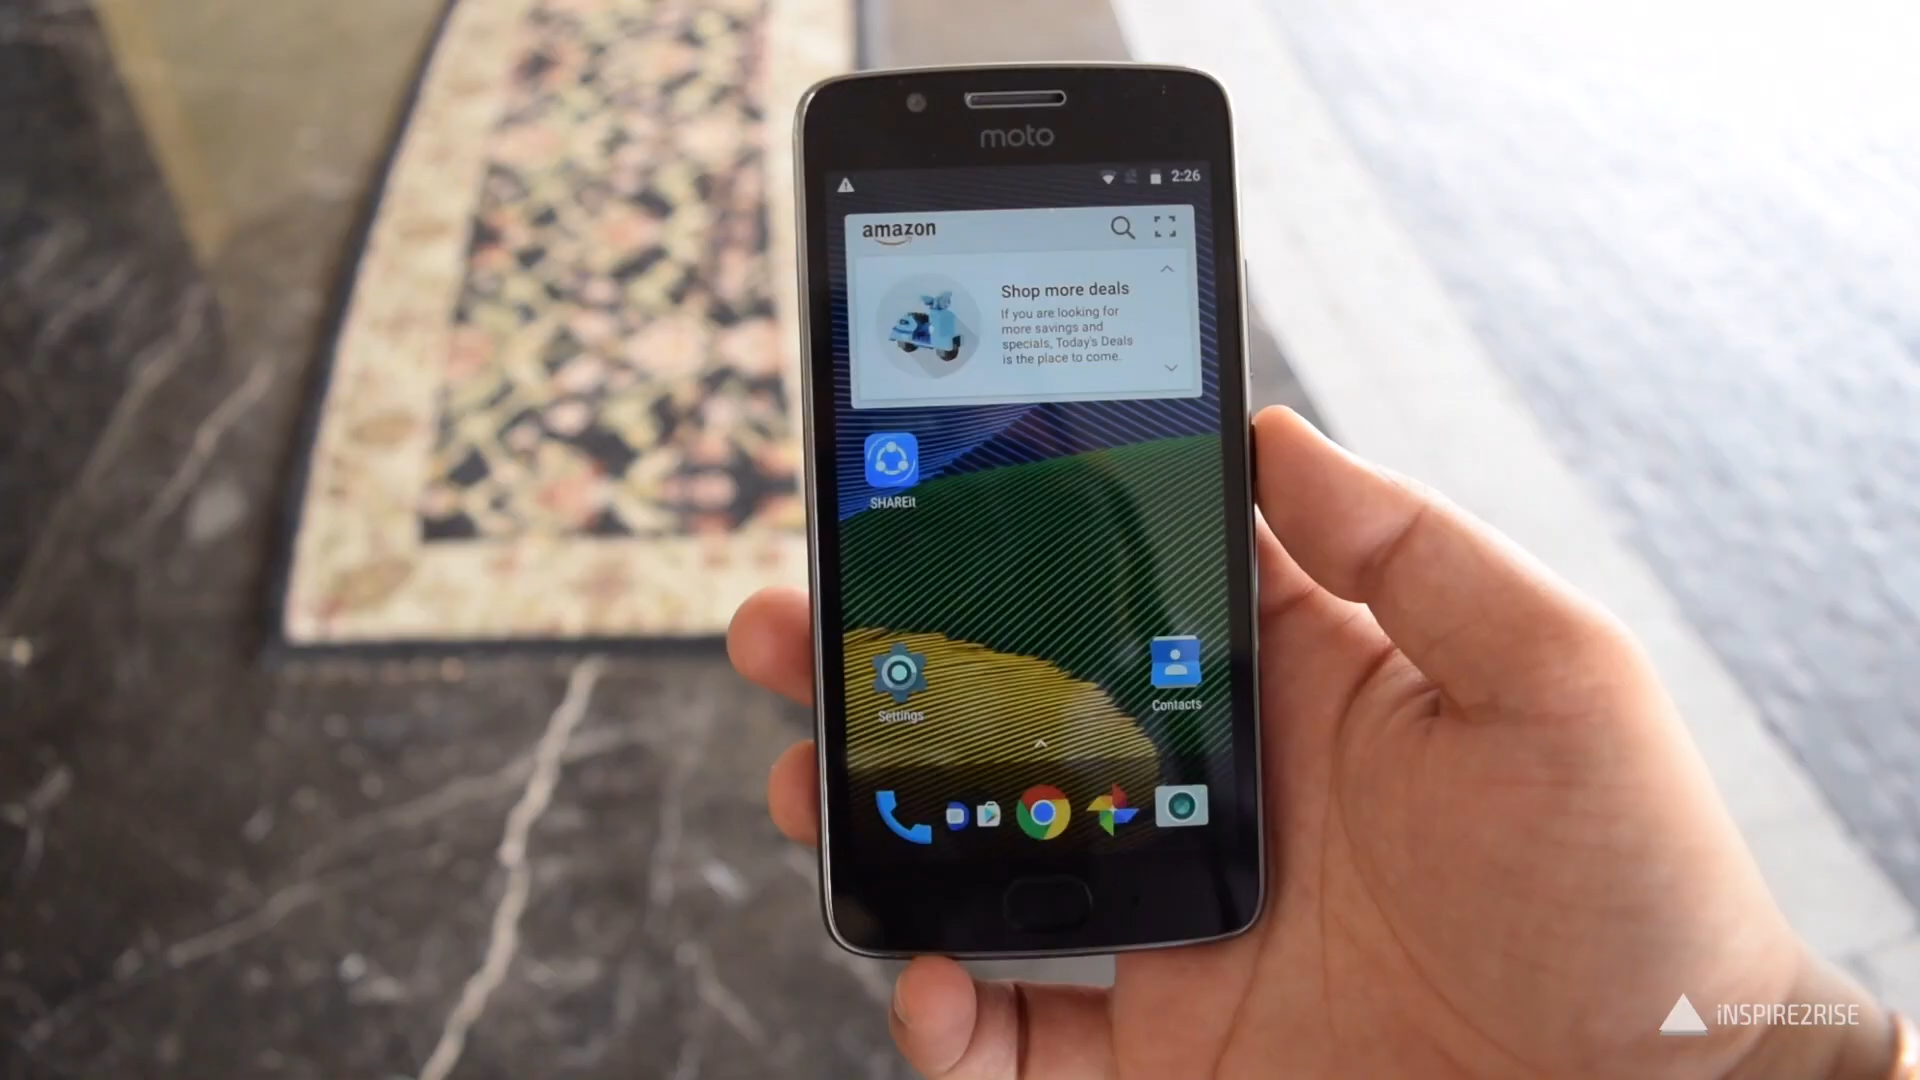 moto
2:26
amazon
Shop more deals
If you are looking for
more savings and
specials, Today's Deals
is the place to come.
SHAREit
Settings
Contacts
iNSPIRE2RISE